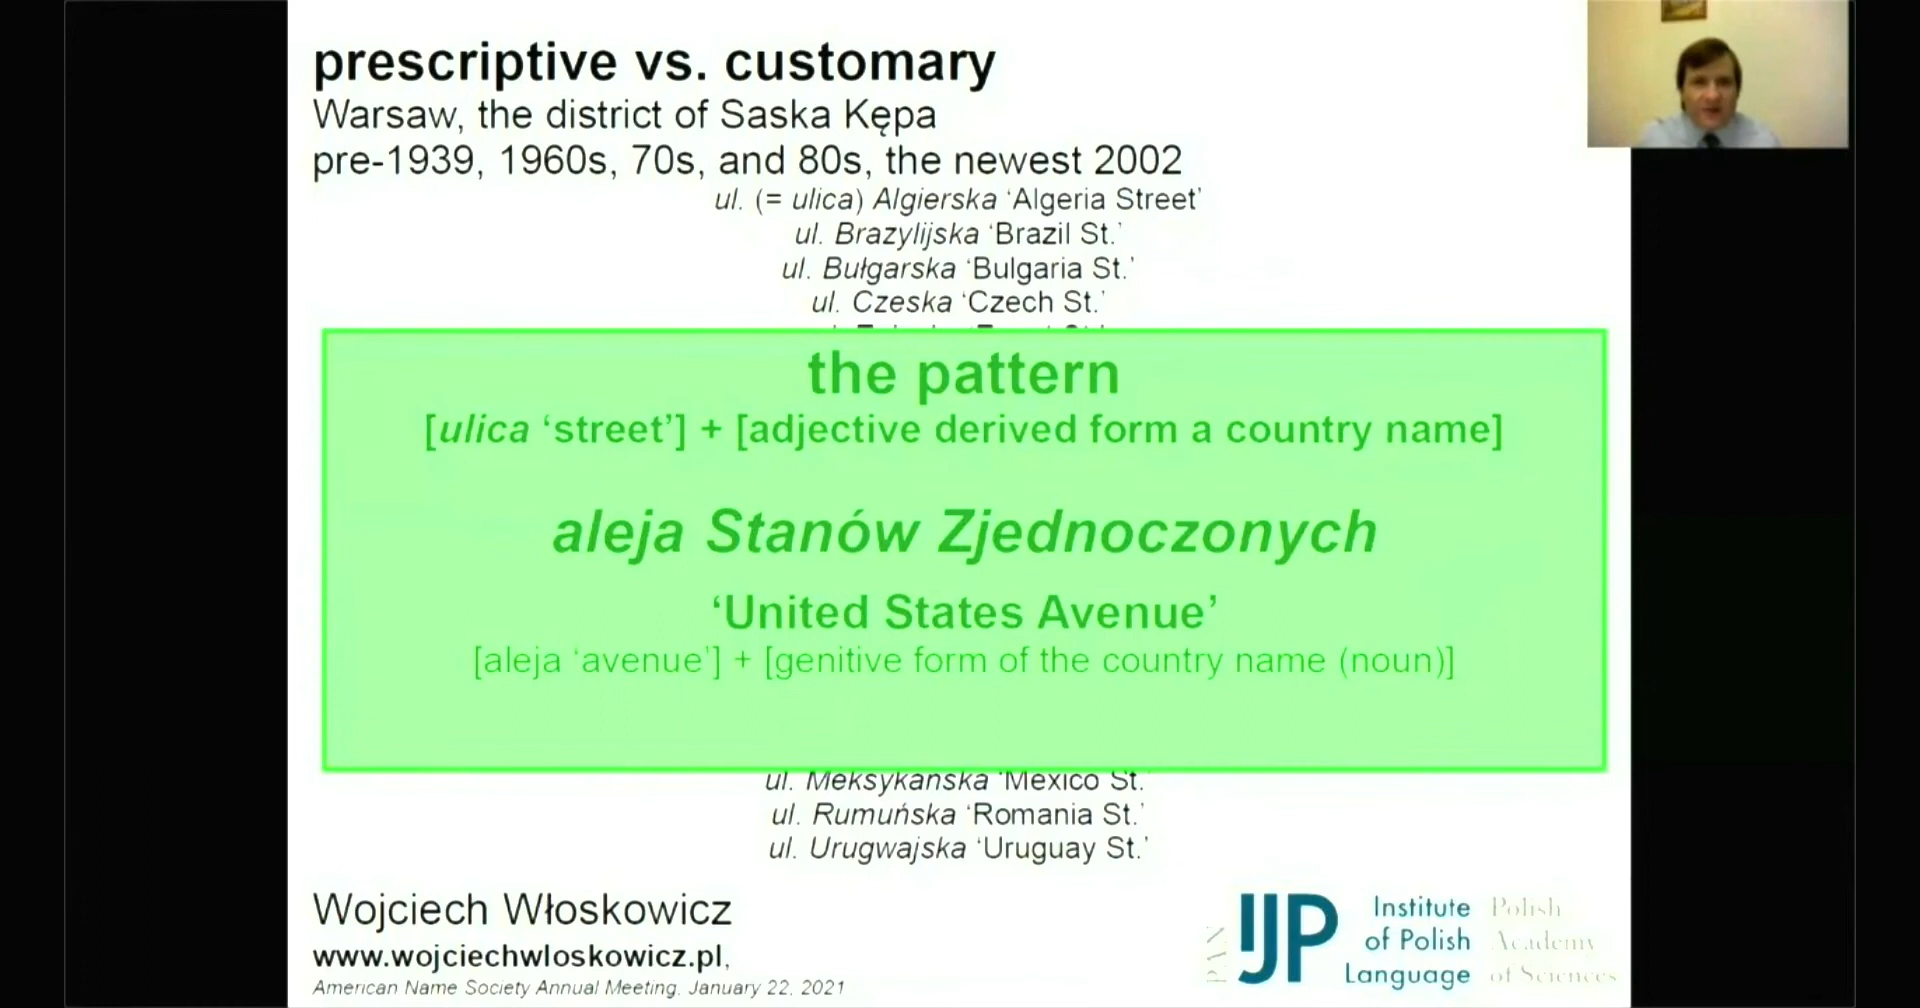 prescriptive vs. customary
Warsaw, the district of Saska Kępa
pre-1939, 1960s, 70s, and 80s, the newest 2002
ul. (= ulica) Algierska ‘Algeria Street’
ul. Brazylijska ‘Brazil St.’
ul. Bułgarska ‘Bulgaria St.’
ul. Czeska ‘Czech St.’
the pattern
[ulica ‘street’] + [adjective derived form a country name]
aleja Stanów Zjednoczonych
‘United States Avenue’
[aleja ‘avenue’] + [genitive form of the country name (noun)]
ul. Meksykańska ‘Mexico St.’
ul. Rumuńska ‘Romania St.’
ul. Urugwajska ‘Uruguay St.’
Wojciech Włoskowicz
www.wojciechwloskowicz.pl,
American Name Society Annual Meeting, January 22, 2021
PAN
IJP
Institute
of Polish
Language
Polish
Academy
of Sciences